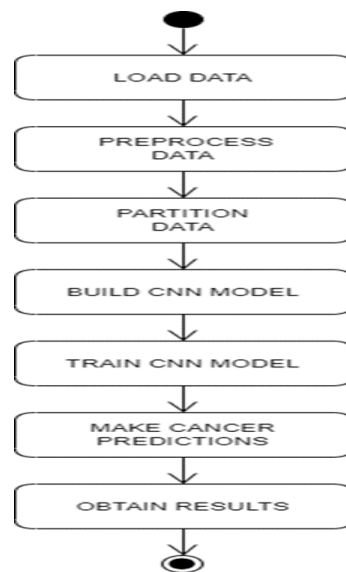 LOAD DATA
PREPROCESS
DATA
PARTITION
DATA
BUILD CNN MODEL
TRAIN CNN MODEL
MAKE CANCER
PREDICTIONS
OBTAIN RESULTS